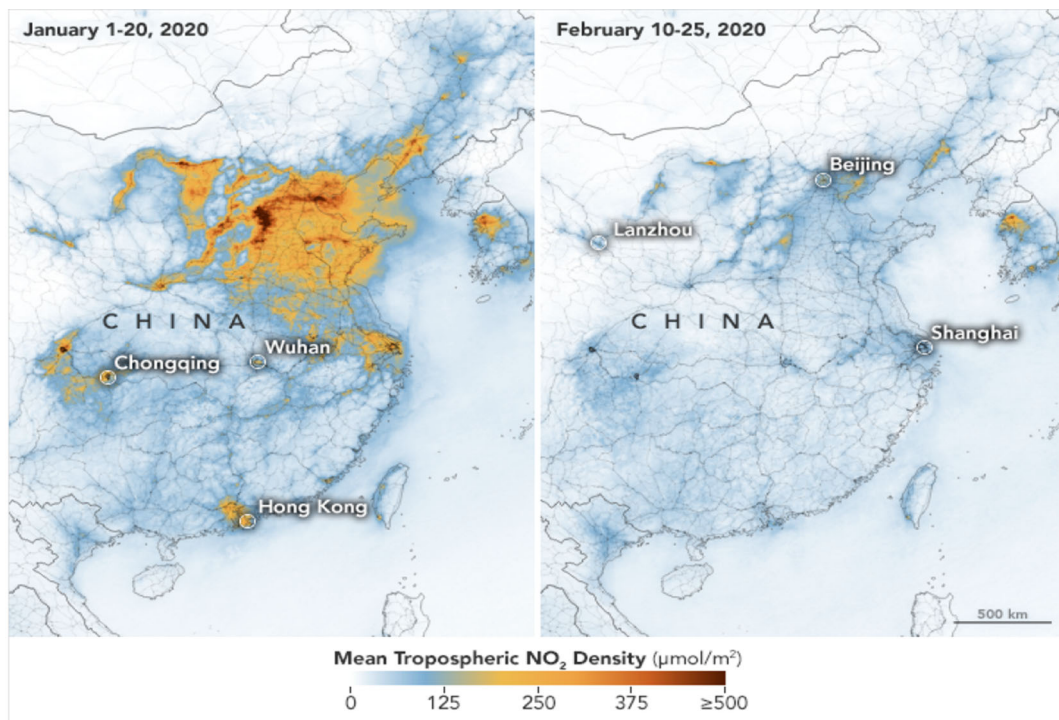 January 1-20, 2020
C H I N A
Chongqing
Wuhan
Hong Kong
February 10-25, 2020
Beijing
Lanzhou
C H I N A
Shanghai
500 km
Mean Tropospheric NO₂ Density (μmol/m²)
0 125 250 375 ≥500